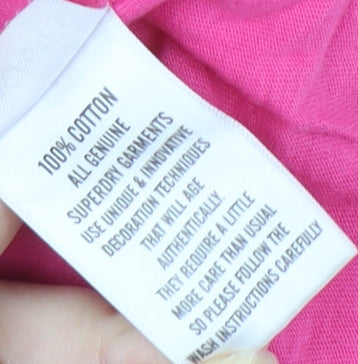 100% COTTON
ALL GENUINE
SUPERDRY GARMENTS
USE UNIQUE & INNOVATIVE
DECORATION TECHNIQUES
THAT WILL AGE
AUTHENTCALLY
THEY REQUIRE A LITTLE
MORE CARE THAN USUAL
SO PLEASE FOLLOW THE
WASH INSTRUCTIONS CAREFULLY